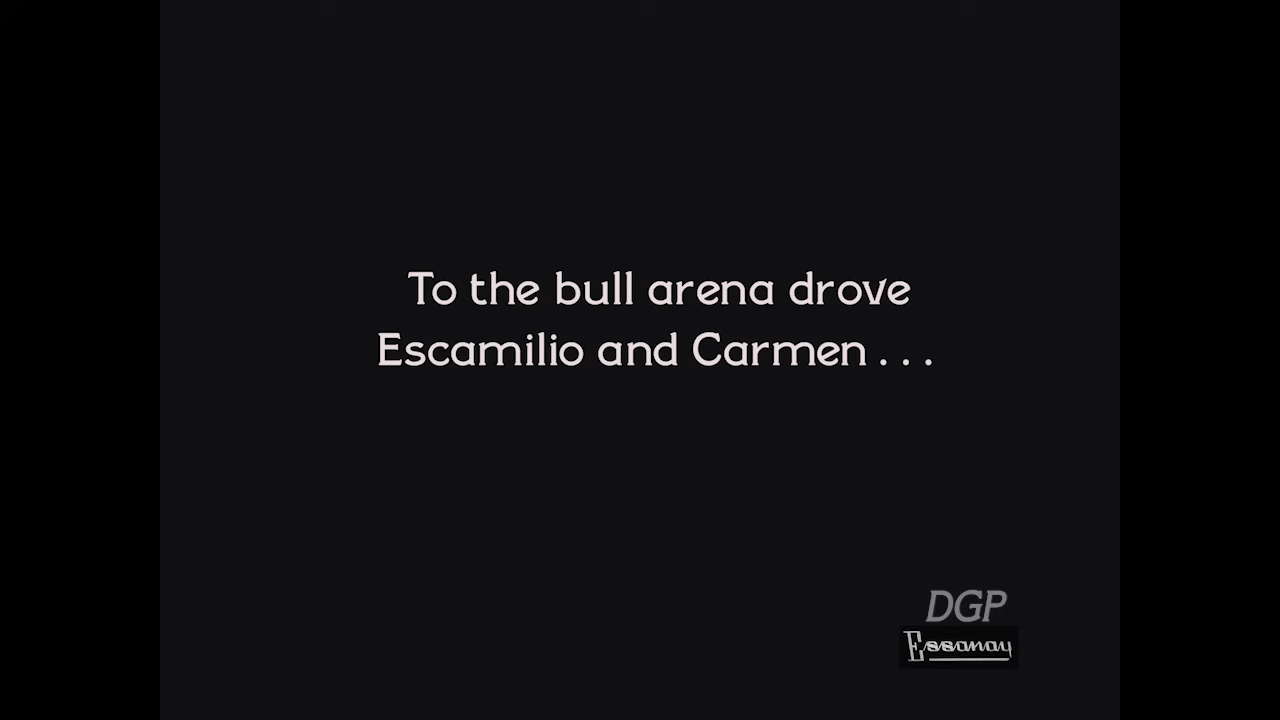 To the bull arena drove
Escamilio and Carmen . . .
DGP
Essanay